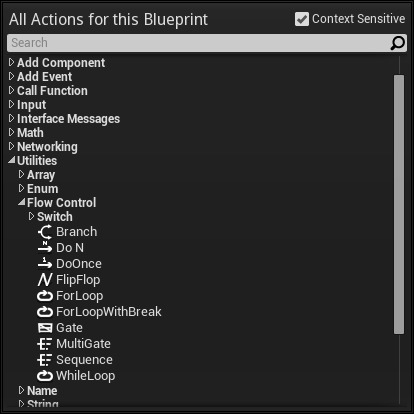 All Actions for this Blueprint Context Sensitive
Search
Add Component
Add Event
Call Function
Input
Interface Messages
Math
Networking
Utilities
Array
Enum
Flow Control
Switch
Branch
N Do N
1 DoOnce
FlipFlop
ForLoop
ForLoopWithBreak
Gate
MultiGate
Sequence
WhileLoop
Name
String